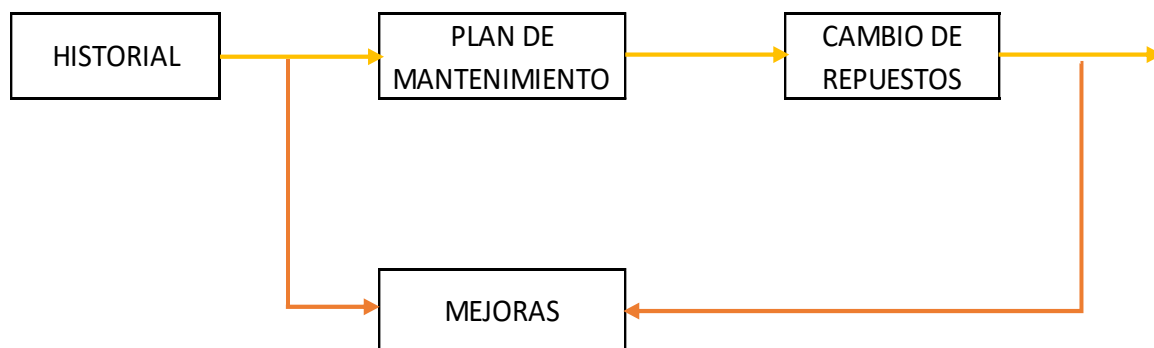 HISTORIAL
PLAN DE
MANTENIMIENTO
CAMBIO DE
REPUESTOS
MEJORAS